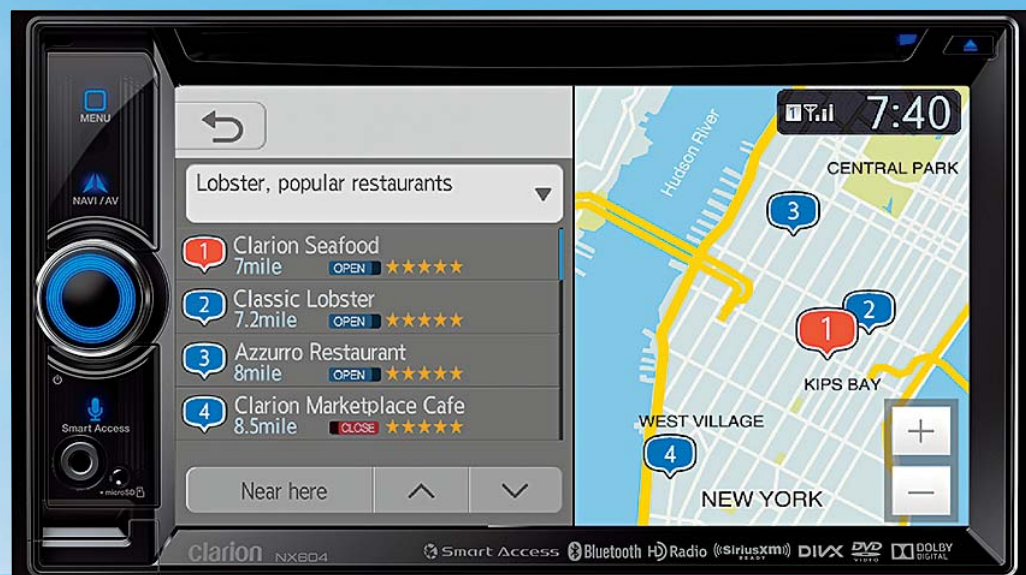 MENU
NAVI / AV
Smart Access
microSD
Lobster, popular restaurants
1 Clarion Seafood
7mile OPEN ★★★★★
2 Classic Lobster
7.2mile OPEN ★★★★★
3 Azzurro Restaurant
8mile OPEN ★★★★★
4 Clarion Marketplace Cafe
8.5mile CLOSE ★★★★★
Near here
1 7:40
Hudson River
CENTRAL PARK
3
2
1
KIPS BAY
WEST VILLAGE
4
NEW YORK
+
−
Clarion NX604 Smart Access Bluetooth HD Radio ((SiriusXM)) READY DIVX DVD VIDEO DOLBY DIGITAL